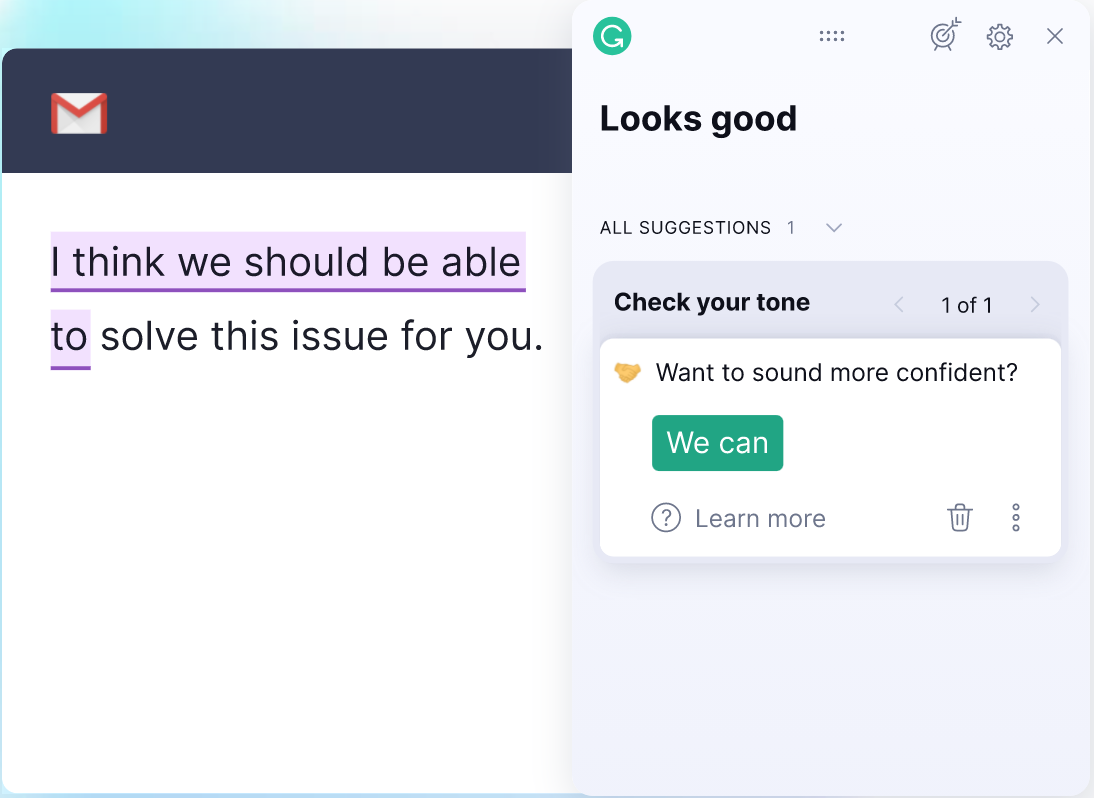 I think we should be able
to solve this issue for you.
Looks good
ALL SUGGESTIONS 1
Check your tone
1 of 1
Want to sound more confident?
We can
? Learn more